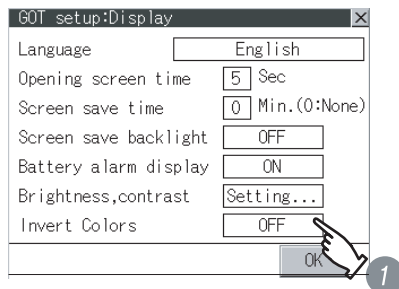 GOT setup:Display
Language English
Opening screen time 5 Sec
Screen save time 0 Min.(0:None)
Screen save backlight OFF
Battery alarm display ON
Brightness,contrast Setting...
Invert Colors OFF
OK
1